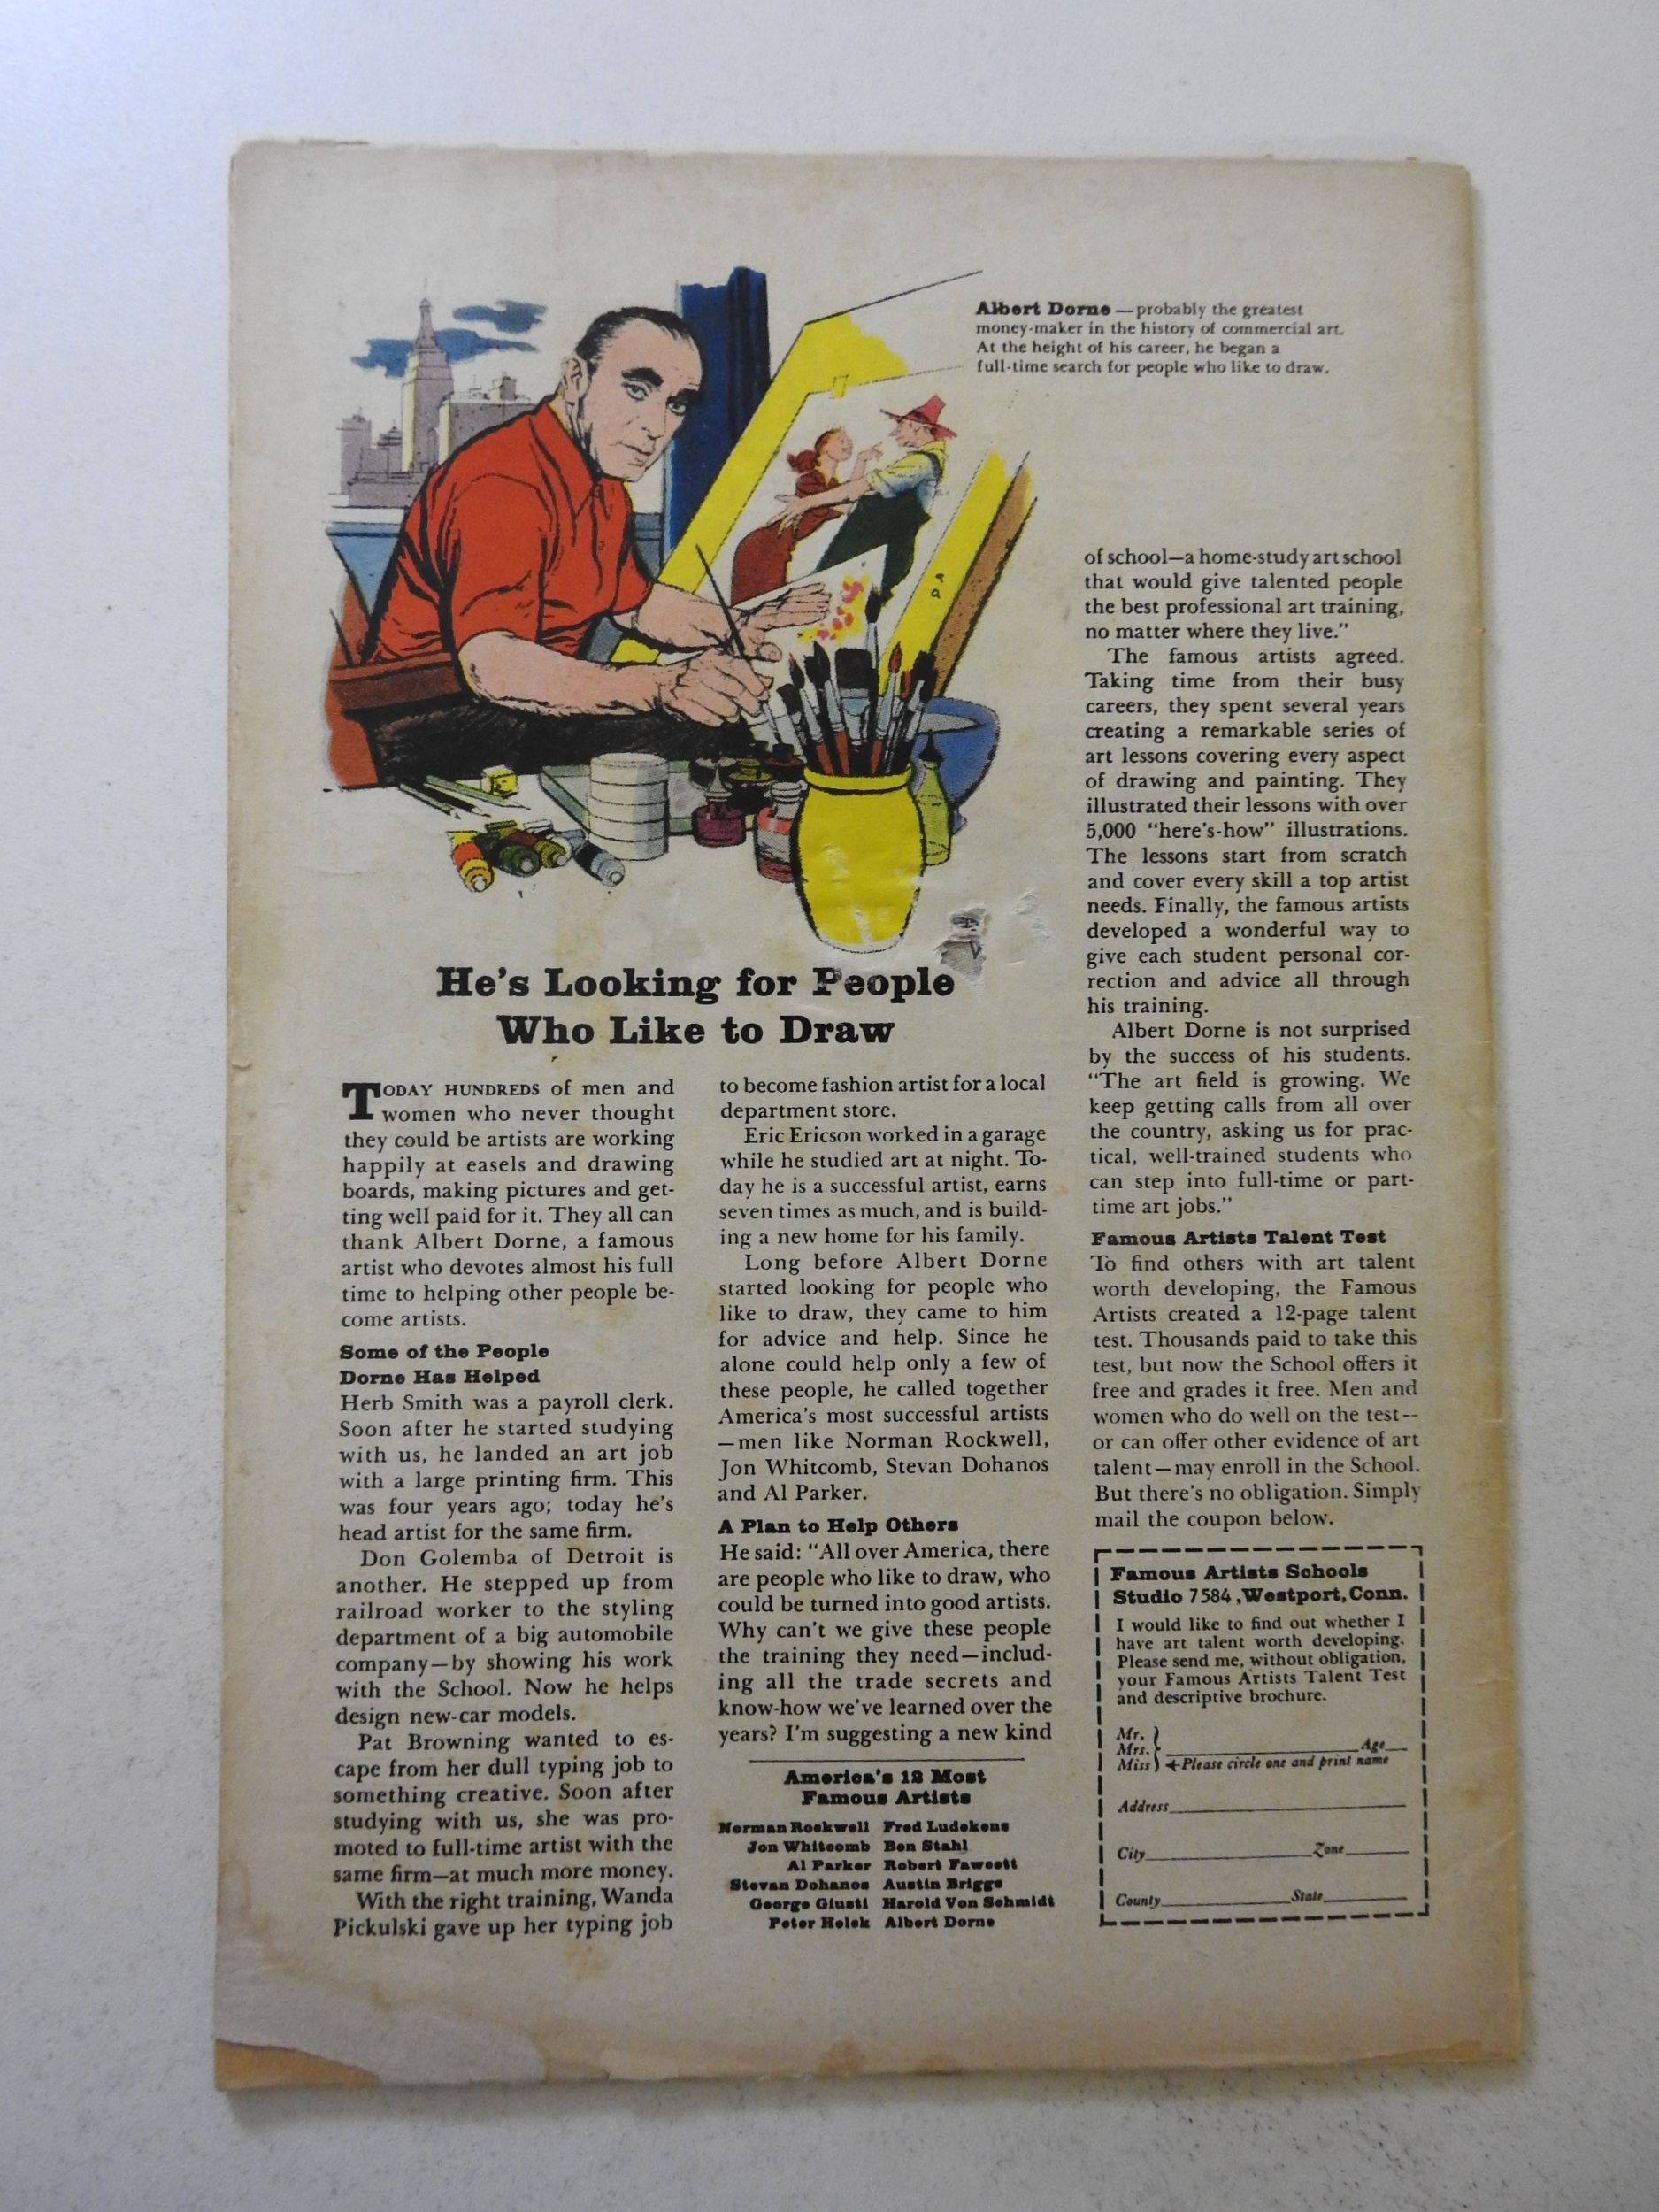 Albert Dorne — probably the greatest
money-maker in the history of commercial art.
At the height of his career, he began a
full-time search for people who like to draw.
He's Looking for People
Who Like to Draw
TODAY HUNDREDS of men and
women who never thought
they could be artists are working
happily at easels and drawing
boards, making pictures and get-
ting well paid for it. They all can
thank Albert Dorne, a famous
artist who devotes almost his full
time to helping other people be-
come artists.
Some of the People
Dorne Has Helped
Herb Smith was a payroll clerk.
Soon after he started studying
with us, he landed an art job
with a large printing firm. This
was four years ago; today he's
head artist for the same firm.
Don Golemba of Detroit is
another. He stepped up from
railroad worker to the styling
department of a big automobile
company—by showing his work
with the School. Now he helps
design new-car models.
Pat Browning wanted to es-
cape from her dull typing job to
something creative. Soon after
studying with us, she was pro-
moted to full-time artist with the
same firm—at much more money.
With the right training, Wanda
Pickulski gave up her typing job
to become fashion artist for a local
department store.
Eric Ericson worked in a garage
while he studied art at night. To-
day he is a successful artist, earns
seven times as much, and is build-
ing a new home for his family.
Long before Albert Dorne
started looking for people who
like to draw, they came to him
for advice and help. Since he
alone could help only a few of
these people, he called together
America's most successful artists
—men like Norman Rockwell,
Jon Whitcomb, Stevan Dohanos
and Al Parker.
A Plan to Help Others
He said: "All over America, there
are people who like to draw, who
could be turned into good artists.
Why can't we give these people
the training they need—includ-
ing all the trade secrets and
know-how we've learned over the
years? I'm suggesting a new kind
America's 12 Most
Famous Artists
Norman Rockwell Fred Ludekens
Jon Whitcomb Ben Stahl
Al Parker Robert Fawcett
Stevan Dohanos Austin Briggs
George Giusti Harold Von Schmidt
Peter Helck Albert Dorne
of school—a home-study art school
that would give talented people
the best professional art training,
no matter where they live."
The famous artists agreed.
Taking time from their busy
careers, they spent several years
creating a remarkable series of
art lessons covering every aspect
of drawing and painting. They
illustrated their lessons with over
5,000 "here's-how" illustrations.
The lessons start from scratch
and cover every skill a top artist
needs. Finally, the famous artists
developed a wonderful way to
give each student personal cor-
rection and advice all through
his training.
Albert Dorne is not surprised
by the success of his students.
"The art field is growing. We
keep getting calls from all over
the country, asking us for prac-
tical, well-trained students who
can step into full-time or part-
time art jobs."
Famous Artists Talent Test
To find others with art talent
worth developing, the Famous
Artists created a 12-page talent
test. Thousands paid to take this
test, but now the School offers it
free and grades it free. Men and
women who do well on the test--
or can offer other evidence of art
talent—may enroll in the School.
But there's no obligation. Simply
mail the coupon below.
Famous Artists Schools
Studio 7584, Westport, Conn.
I would like to find out whether I
have art talent worth developing.
Please send me, without obligation,
your Famous Artists Talent Test
and descriptive brochure.
Mr.
Mrs. Age
Miss ←Please circle one and print name
Address
City Zone
County State